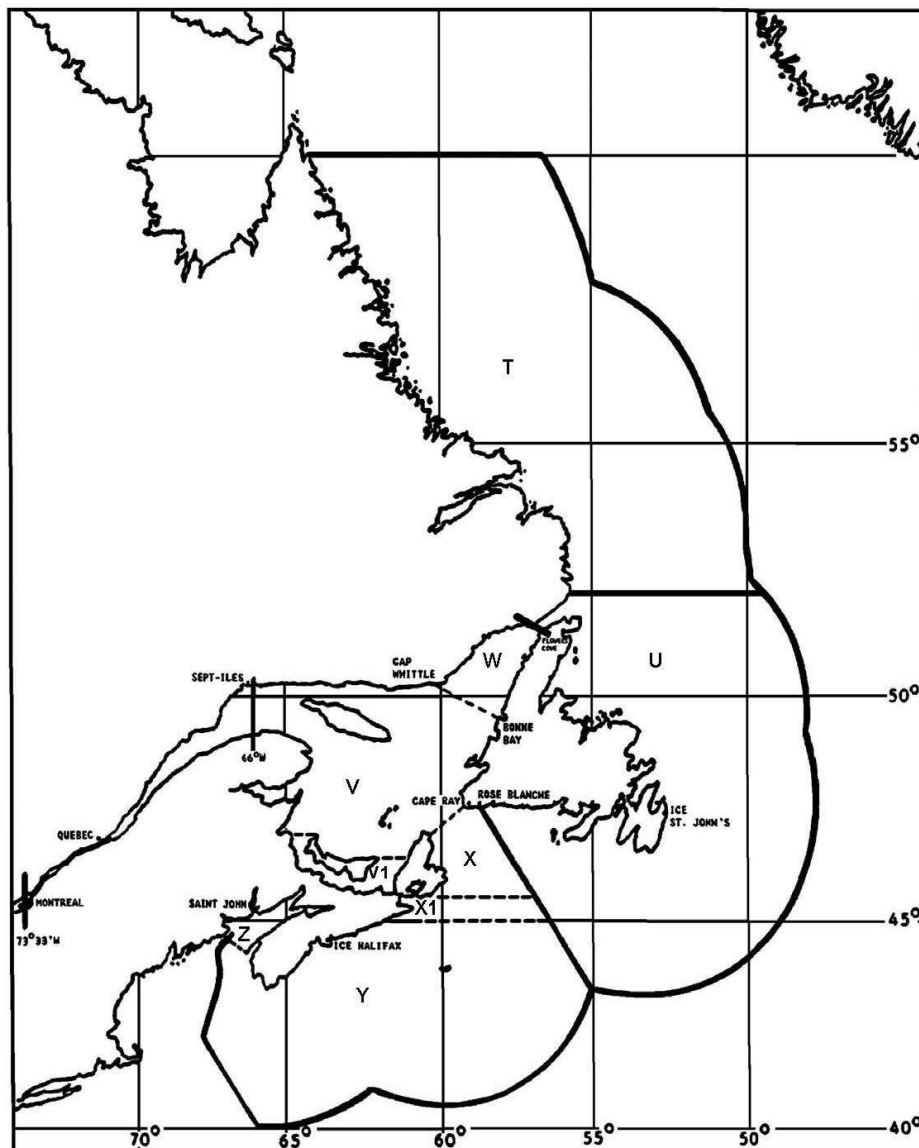 T
55°
CAP
WHITTLE
W
FLOWERS
COVE
U
SEPT-ILES
50°
BONNE
BAY
66°W
V
CAPE RAY
ROSE BLANCHE
ICE
ST. JOHN'S
QUEBEC
X
V1
MONTREAL
SAINT JOHN
X1
45°
73°33'W
Z
ICE HALIFAX
Y
70°
65°
60°
55°
50°
40°